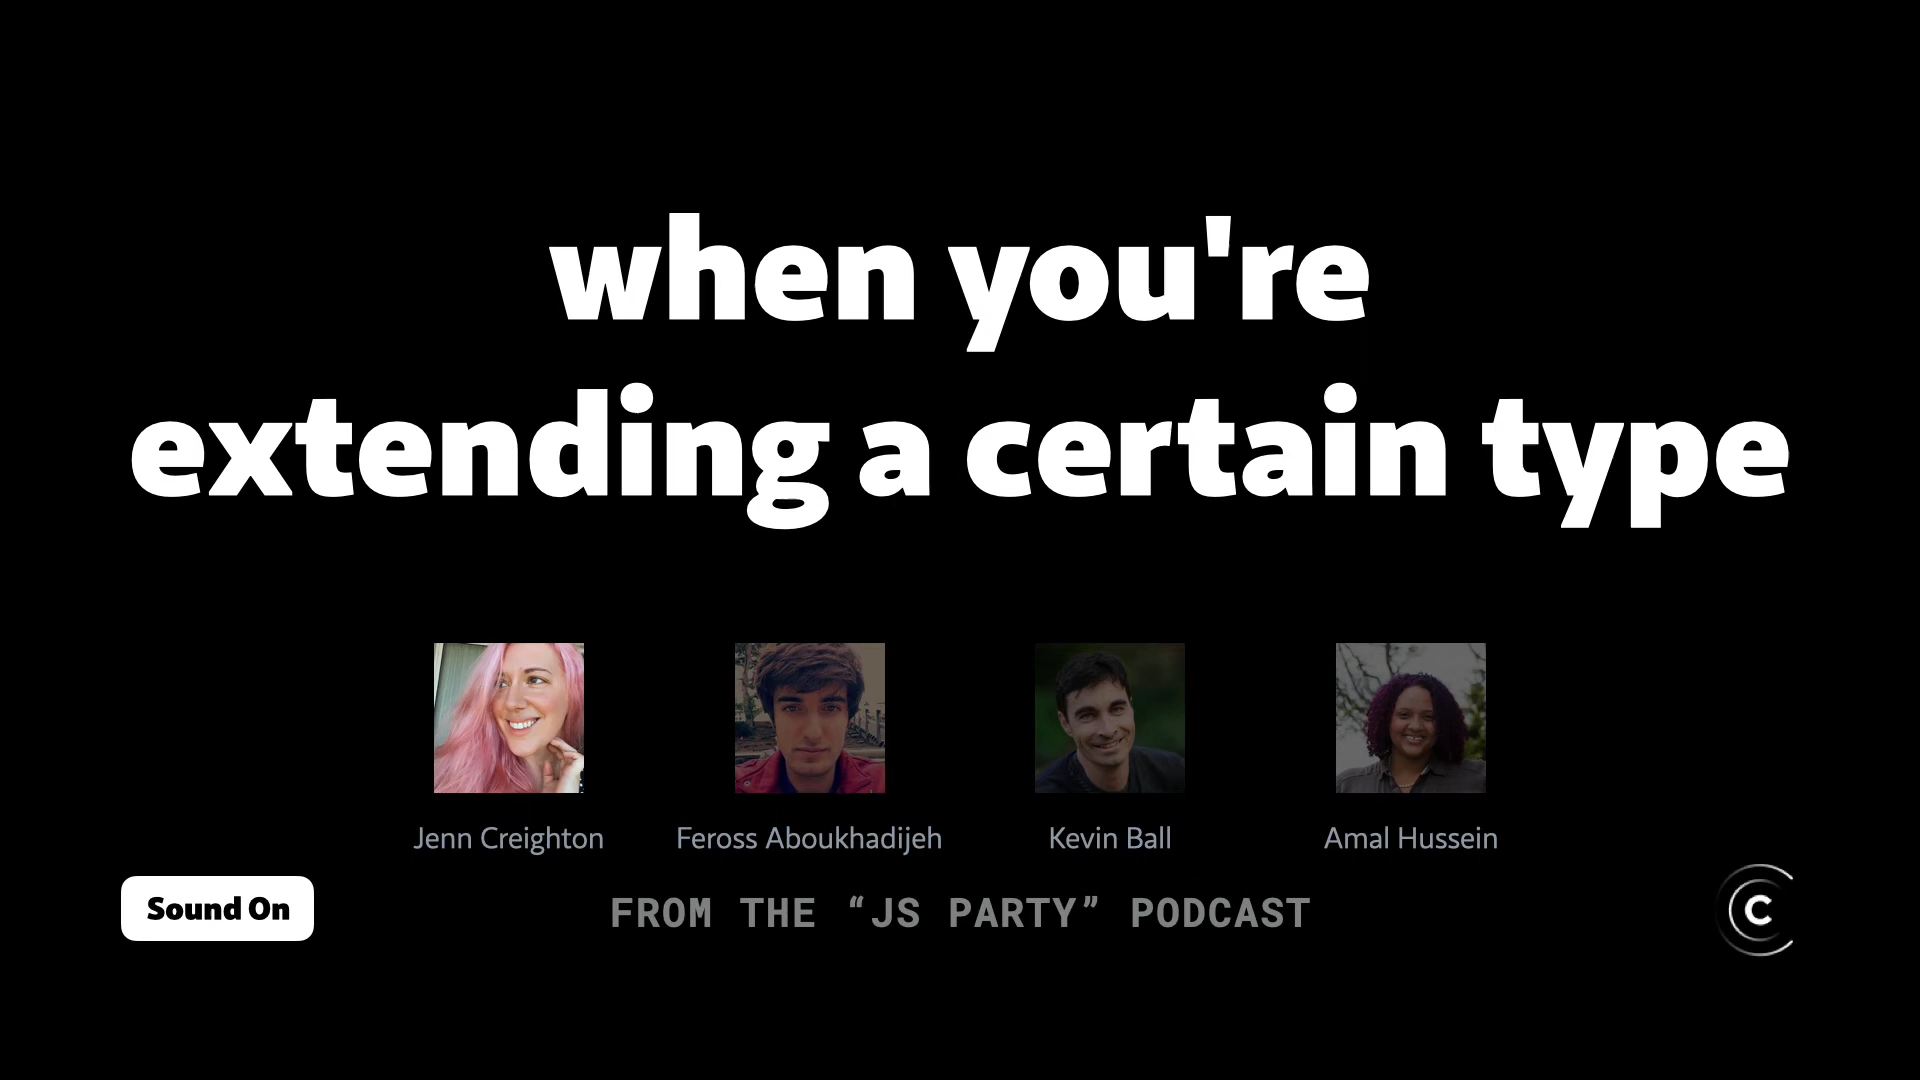 when you're
extending a certain type
Jenn Creighton
Feross Aboukhadijeh
Kevin Ball
Amal Hussein
Sound On
FROM THE “JS PARTY” PODCAST
C